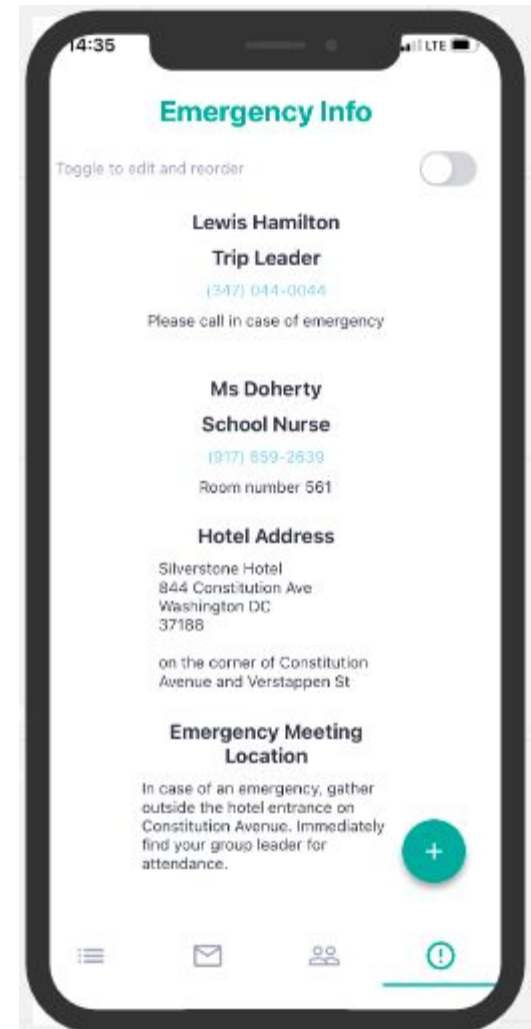 14:35
LTE
Emergency Info
Toggle to edit and reorder
Lewis Hamilton
Trip Leader
(347) 044-0044
Please call in case of emergency
Ms Doherty
School Nurse
(917) 859-2639
Room number 561
Hotel Address
Silverstone Hotel
844 Constitution Ave
Washington DC
37188
on the corner of Constitution
Avenue and Verstappen St
Emergency Meeting
Location
In case of an emergency, gather
outside the hotel entrance on
Constitution Avenue. Immediately
find your group leader for
attendance.
+